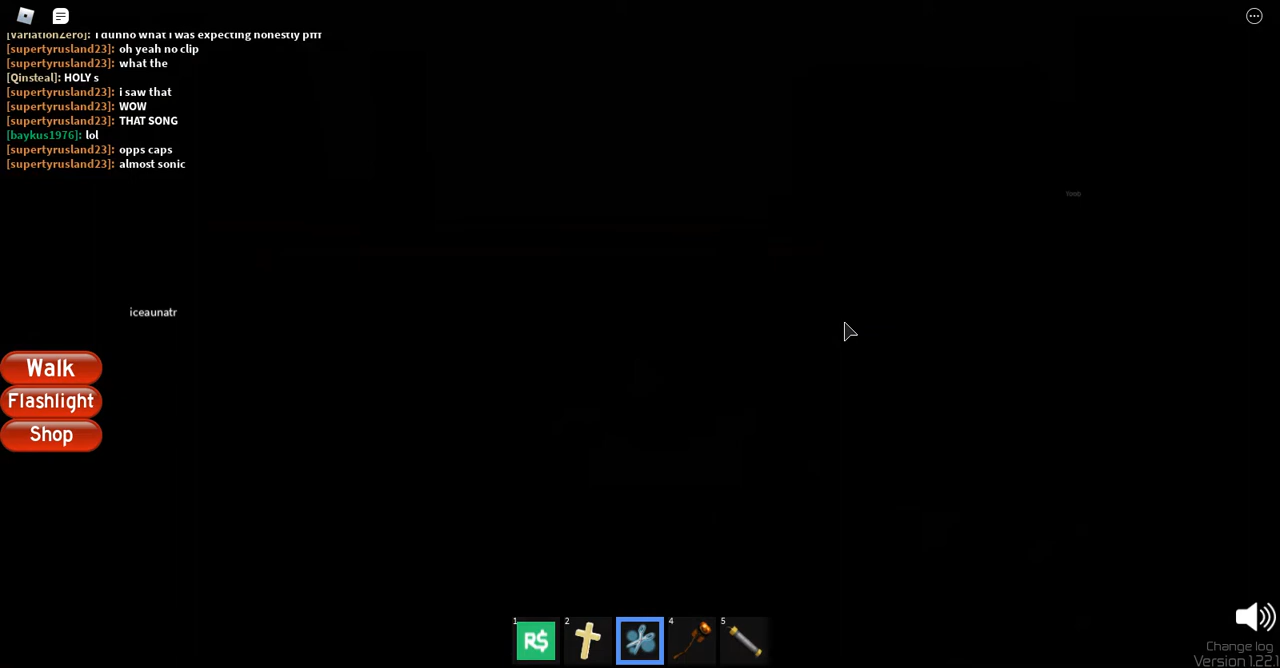 [VariationZero]: I dunno what i was expecting honestly pfff
[supertyrusland23]: oh yeah no clip
[supertyrusland23]: what the
[Qinsteal]: HOLY s
[supertyrusland23]: i saw that
[supertyrusland23]: WOW
[supertyrusland23]: THAT SONG
[baykus1976]: lol
[supertyrusland23]: opps caps
[supertyrusland23]: almost sonic
iceaunatr
Walk
Flashlight
Shop
1
R$
2
4
5
Change log
Version 1.22.1